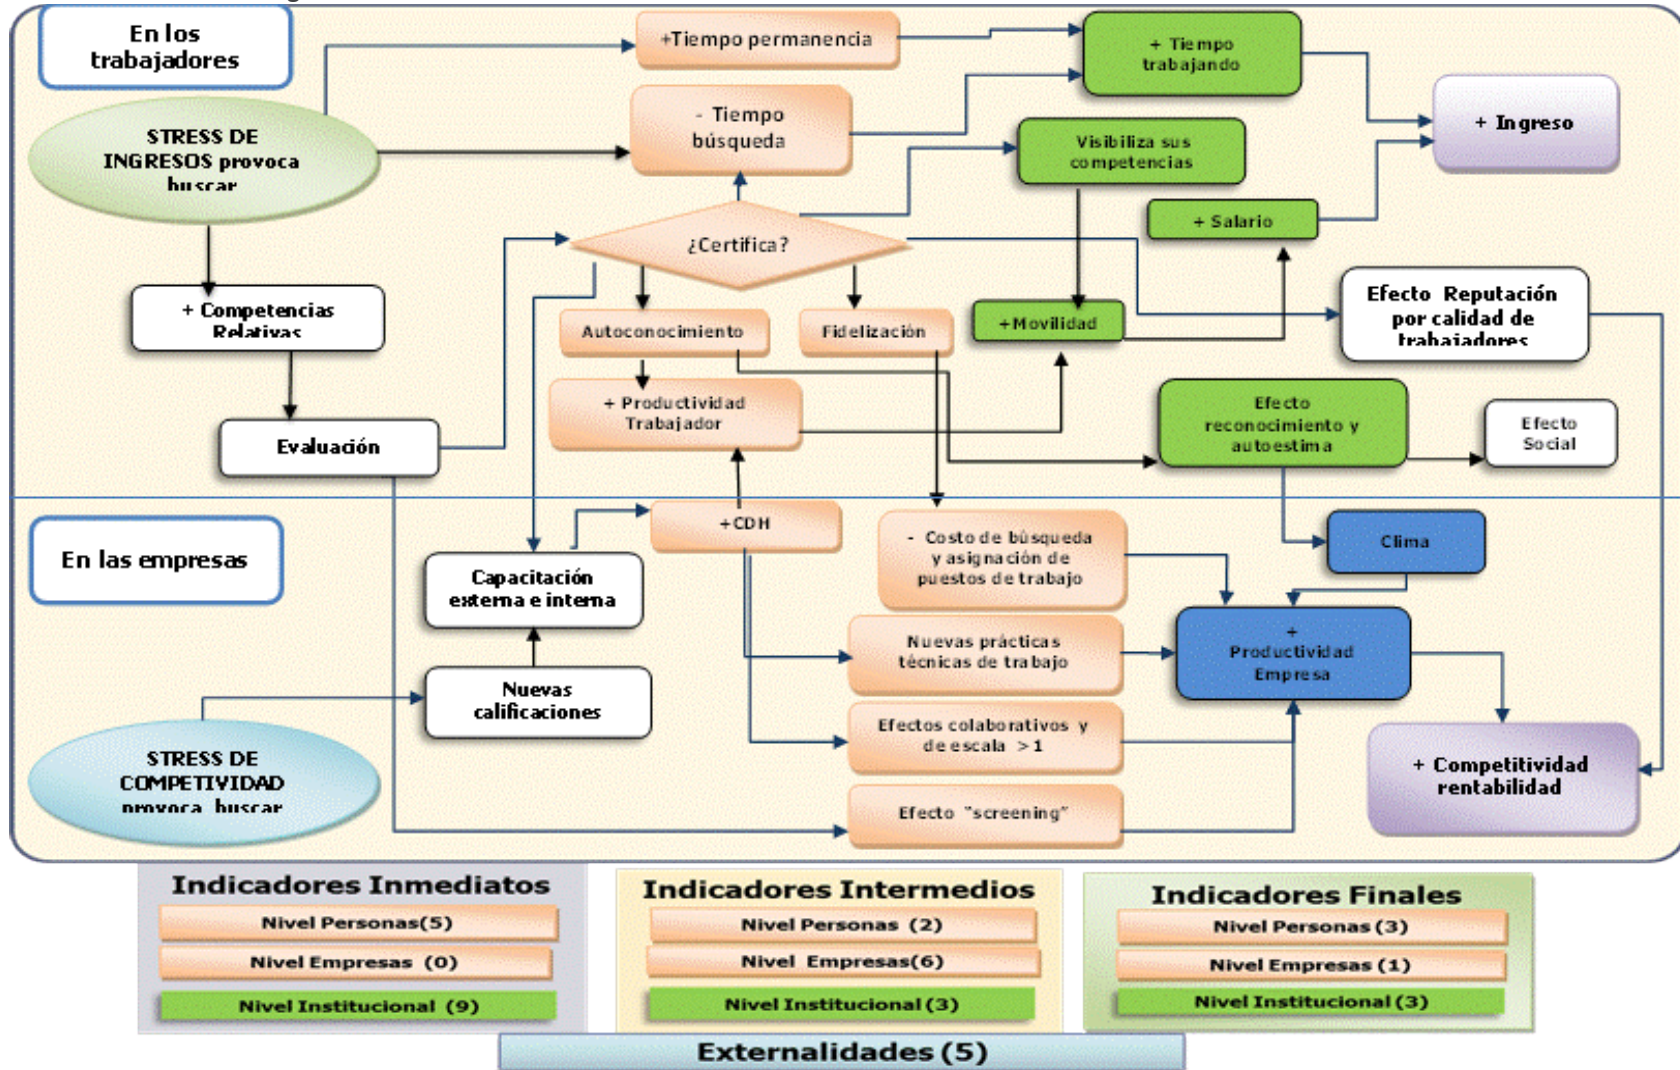 En los
trabajadores
+Tiempo permanencia
+ Tiempo
trabajando
- Tiempo
búsqueda
+ Ingreso
STRESS DE
INGRESOS provoca
buscar
Visibiliza sus
competencias
+ Salario
¿Certifica?
+ Competencias
Relativas
Autoconocimiento
Fidelización
+Movilidad
Efecto Reputación
por calidad de
trabajadores
+ Productividad
Trabajador
Evaluación
Efecto
reconocimiento y
autoestima
Efecto
Social
En las empresas
+CDH
- Costo de búsqueda
y asignación de
puestos de trabajo
Clima
Capacitación
externa e interna
Nuevas prácticas
técnicas de trabajo
+
Productividad
Empresa
Nuevas
calificaciones
Efectos colaborativos y
de escala >1
STRESS DE
COMPETIVIDAD
provoca buscar
+ Competitividad
rentabilidad
Efecto "screening"
Indicadores Inmediatos
Nivel Personas(5)
Nivel Empresas (0)
Nivel Institucional (9)
Indicadores Intermedios
Nivel Personas (2)
Nivel Empresas(6)
Nivel Institucional (3)
Indicadores Finales
Nivel Personas (3)
Nivel Empresas (1)
Nivel Institucional (3)
Externalidades (5)